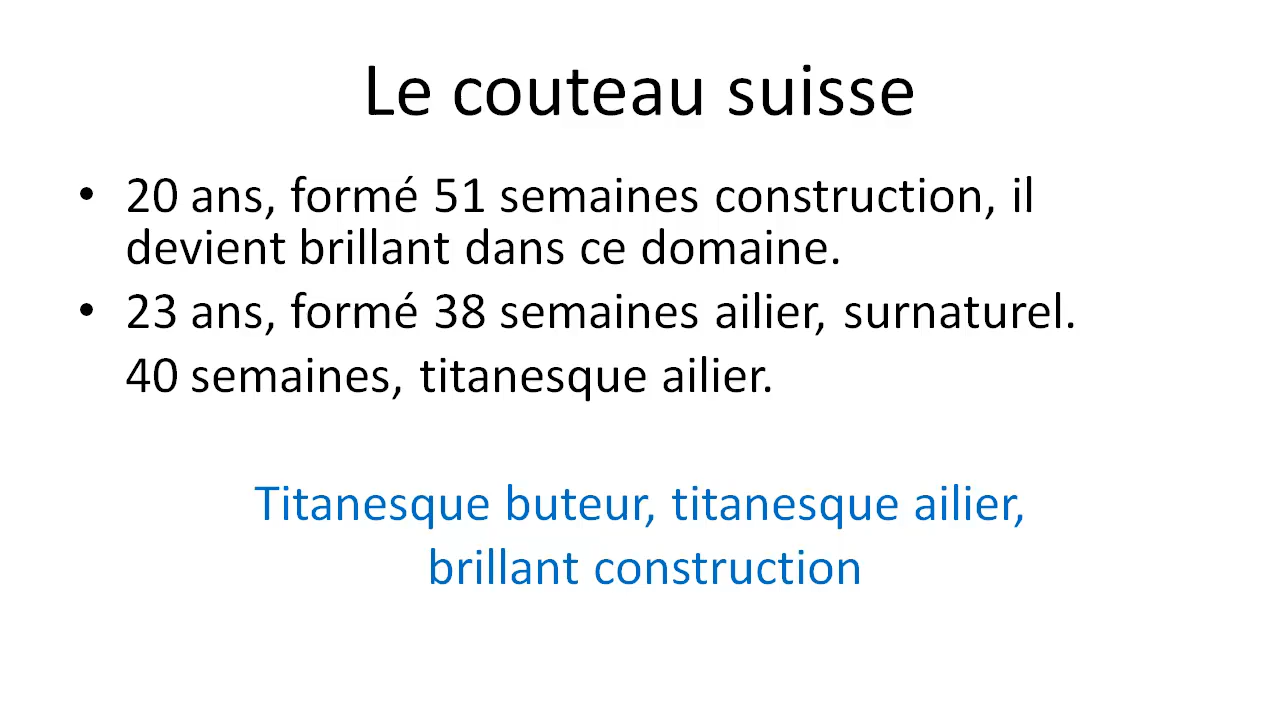 Le couteau suisse
• 20 ans, formé 51 semaines construction, il
devient brillant dans ce domaine.
• 23 ans, formé 38 semaines ailier, surnaturel.
40 semaines, titanesque ailier.
Titanesque buteur, titanesque ailier,
brillant construction